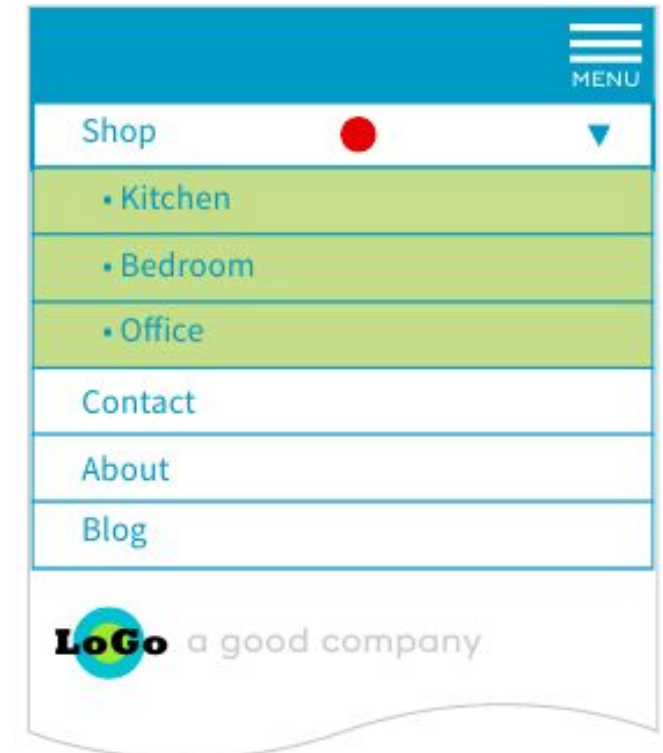 MENU
Shop
• Kitchen
• Bedroom
• Office
Contact
About
Blog
LoGo a good company